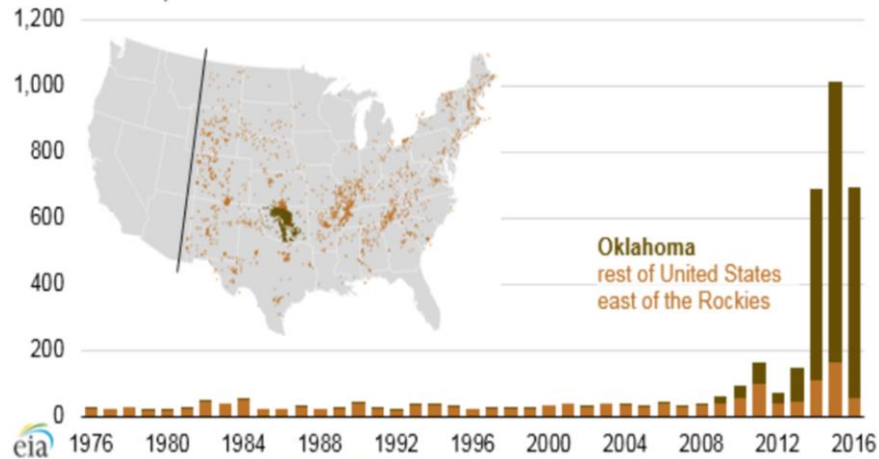 1,200
1,000
800
600
400
200
0
Oklahoma
rest of United States
east of the Rockies
eia
1976 1980 1984 1988 1992 1996 2000 2004 2008 2012 2016